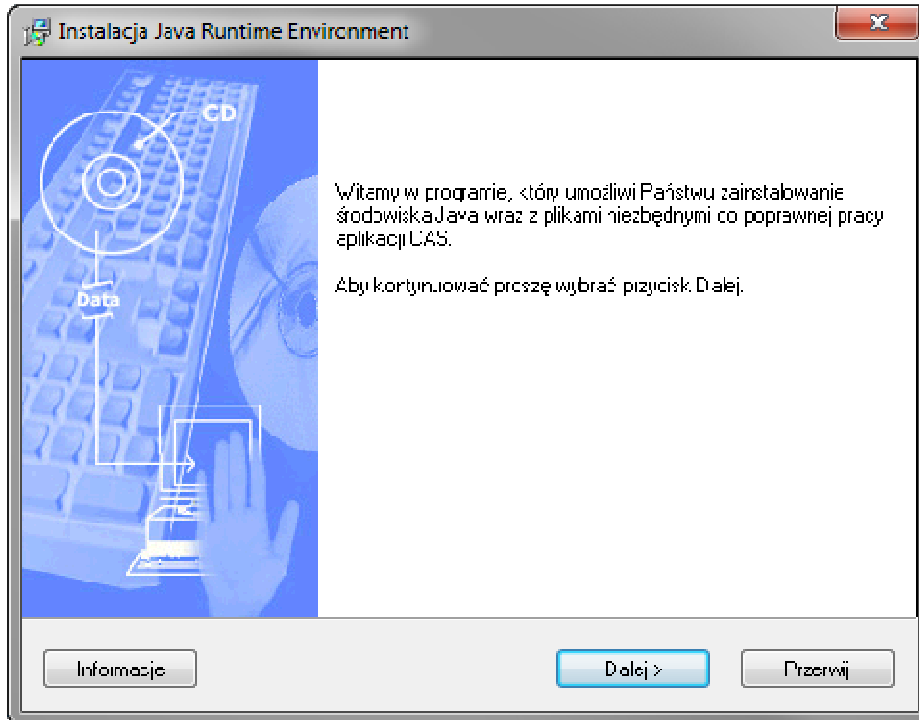 Instalacja Java Runtime Environment
CD
Data
Witamy w programie, który umożliwi Państwu zainstalowanie
środowiska Java wraz z plikami niezbędnymi do poprawnej pracy
aplikacji
Aby kontynuować proszę wybrać przycisk Dalej.
Informacje
Dalej >
Przerwij